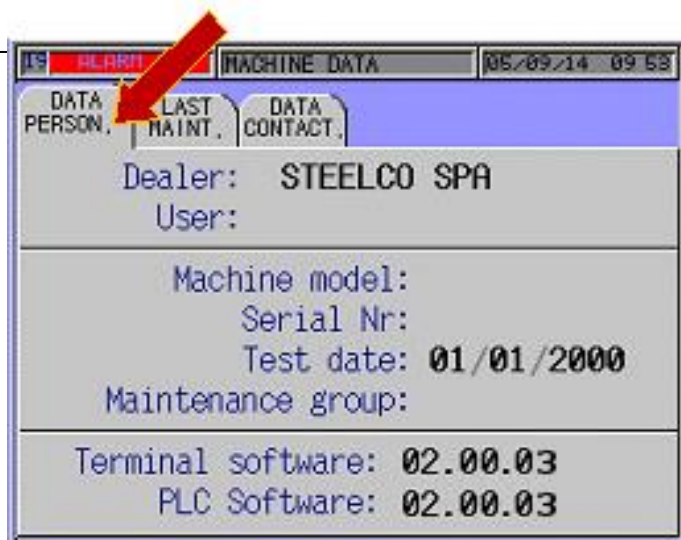 19 ALARM MACHINE DATA 05/09/14 09 53
DATA PERSON.
LAST MAINT.
DATA CONTACT.
Dealer: STEELCO SPA
User:
Machine model:
Serial Nr:
Test date: 01/01/2000
Maintenance group:
Terminal software: 02.00.03
PLC Software: 02.00.03